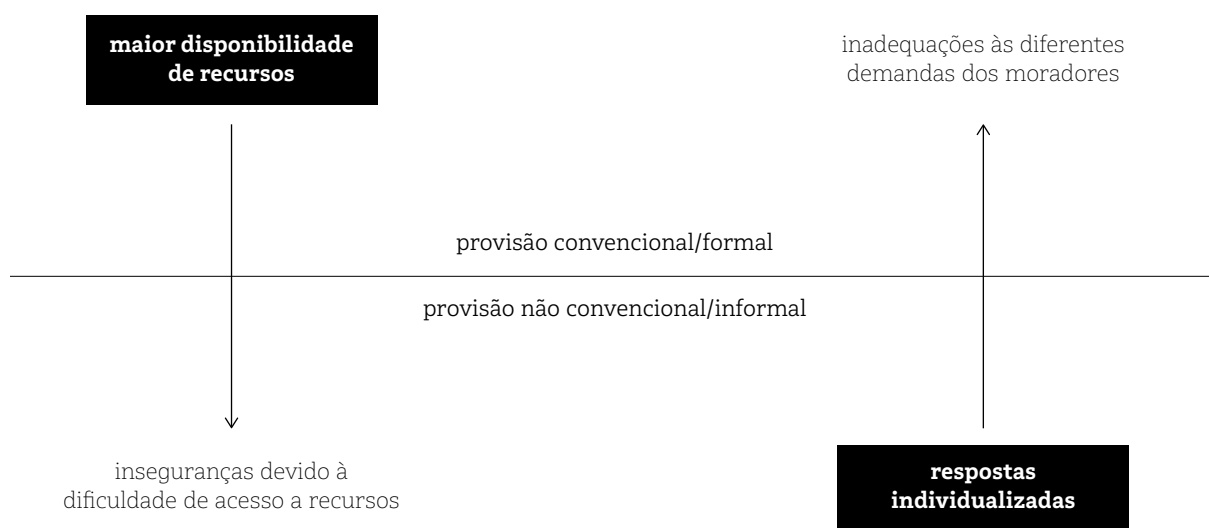 maior disponibilidade
de recursos
inadequações às diferentes
demandas dos moradores
provisão convencional/formal
provisão não convencional/informal
inseguranças devido à
dificuldade de acesso a recursos
respostas
individualizadas